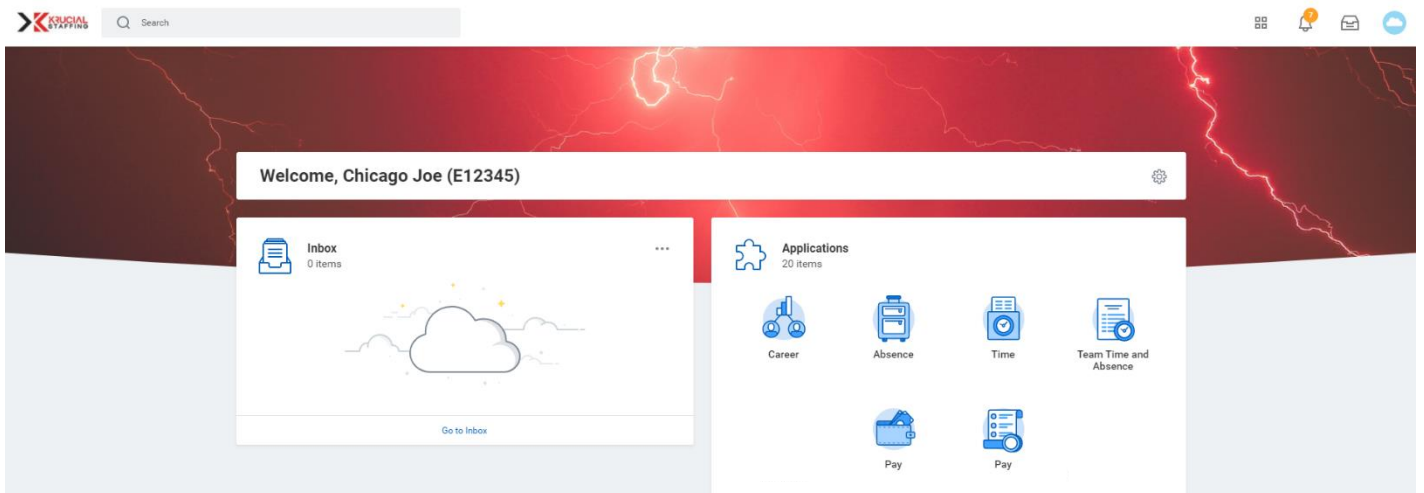 KRUCIAL
STAFFING
Search
7
Welcome, Chicago Joe (E12345)
Inbox
0 items
Go to Inbox
Applications
20 items
Career
Absence
Time
Team Time and
Absence
Pay
Pay